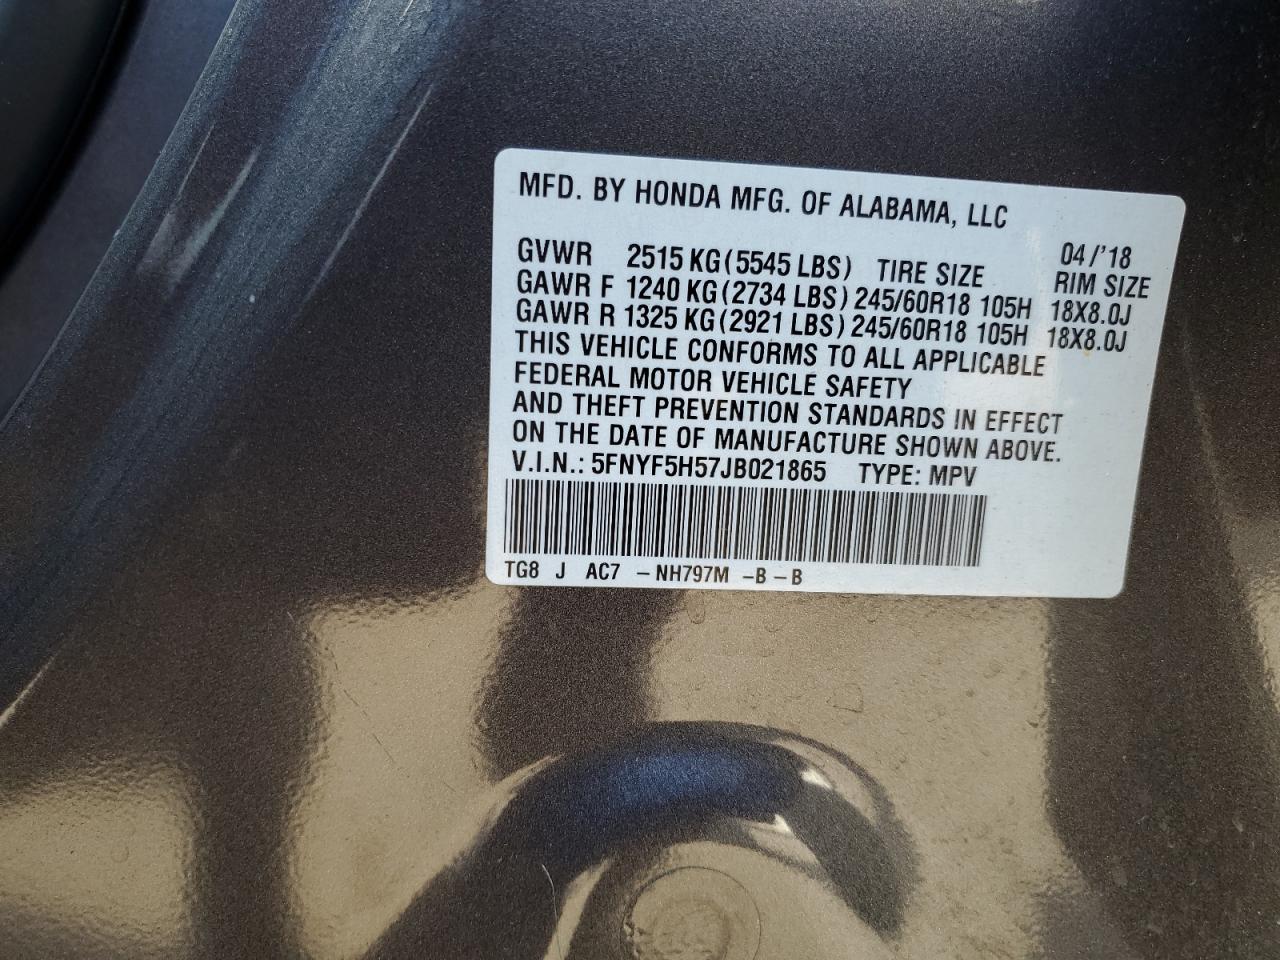 MFD. BY HONDA MFG. OF ALABAMA, LLC
04/'18
GVWR 2515 KG(5545 LBS) TIRE SIZE RIM SIZE
GAWR F 1240 KG(2734 LBS) 245/60R18 105H 18X8.0J
GAWR R 1325 KG(2921 LBS) 245/60R18 105H 18X8.0J
THIS VEHICLE CONFORMS TO ALL APPLICABLE
FEDERAL MOTOR VEHICLE SAFETY
AND THEFT PREVENTION STANDARDS IN EFFECT
ON THE DATE OF MANUFACTURE SHOWN ABOVE.
V.I.N.: 5FNYF5H57JB021865 TYPE: MPV
TG8 J AC7 -NH797M -B-B